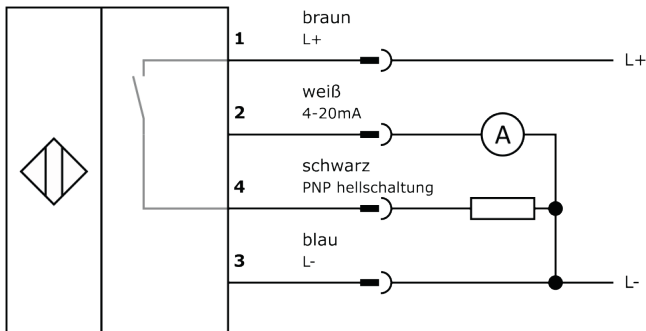 braun
1 L+
L+
weiß
2 4-20mA
A
schwarz
4 PNP hellschaltung
blau
3 L-
L-